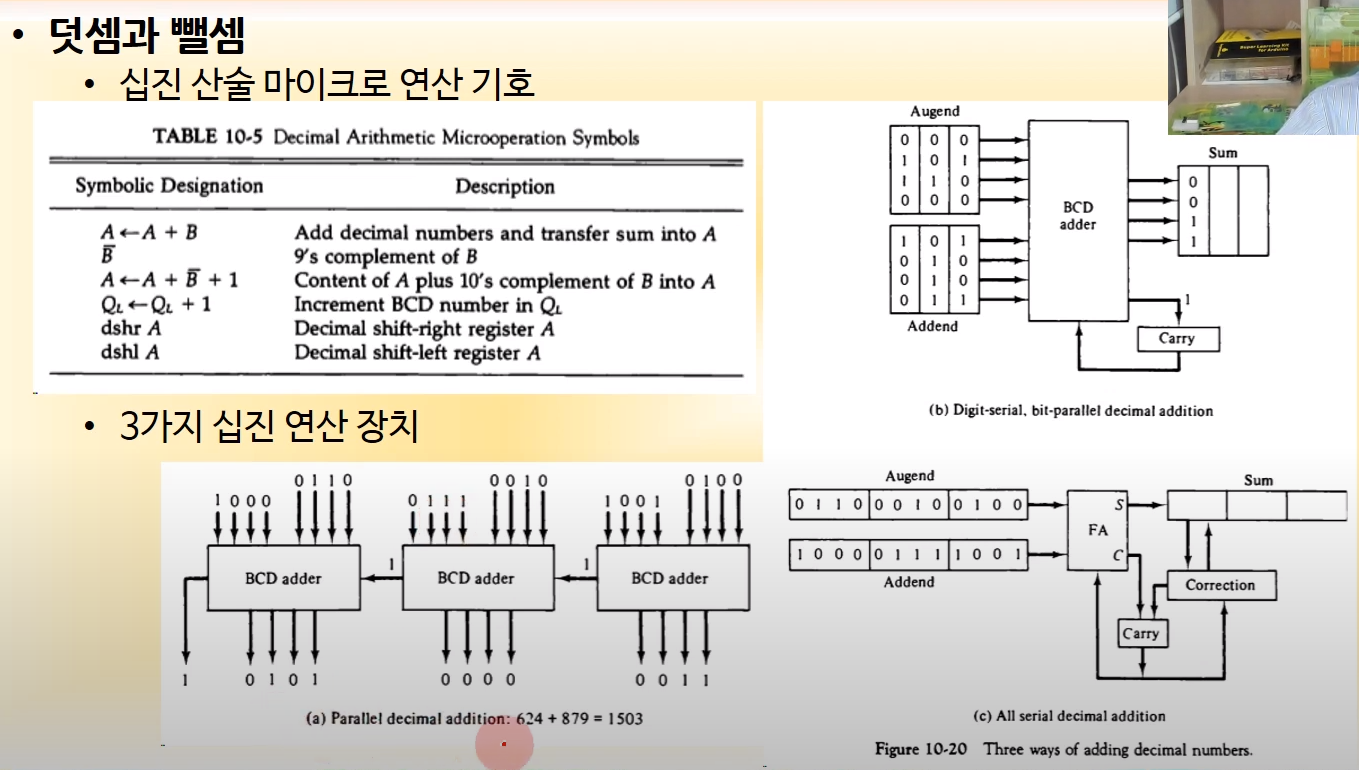 • 덧셈과 뺄셈
• 십진 산술 마이크로 연산 기호
TABLE 10-5 Decimal Arithmetic Microoperation Symbols
Symbolic Designation Description
A ← A + B Add decimal numbers and transfer sum into A
B̅ 9's complement of B
A ← A + B̅ + 1 Content of A plus 10's complement of B into A
Q_L ← Q_L + 1 Increment BCD number in Q_L
dshr A Decimal shift-right register A
dshl A Decimal shift-left register A
• 3가지 십진 연산 장치
0 1 1 0 0 0 1 0 0 1 0 0
1 0 0 0 0 1 1 1 1 0 0 1
BCD adder 1 BCD adder 1 BCD adder
1 0 1 0 1 0 0 0 0 0 0 1 1
(a) Parallel decimal addition: 624 + 879 = 1503
Super Learning kit
for Arduino
Augend
0 0 0
1 0 1
1 1 0
0 0 0
1 0 1
0 1 0
0 1 0
0 1 1
Addend
BCD
adder
Sum
0
0
1
1
1
Carry
(b) Digit-serial, bit-parallel decimal addition
Augend
0 1 1 0 0 0 1 0 0 1 0 0
1 0 0 0 0 1 1 1 1 0 0 1
Addend
S
FA
C
Sum
Correction
Carry
(c) All serial decimal addition
Figure 10-20 Three ways of adding decimal numbers.